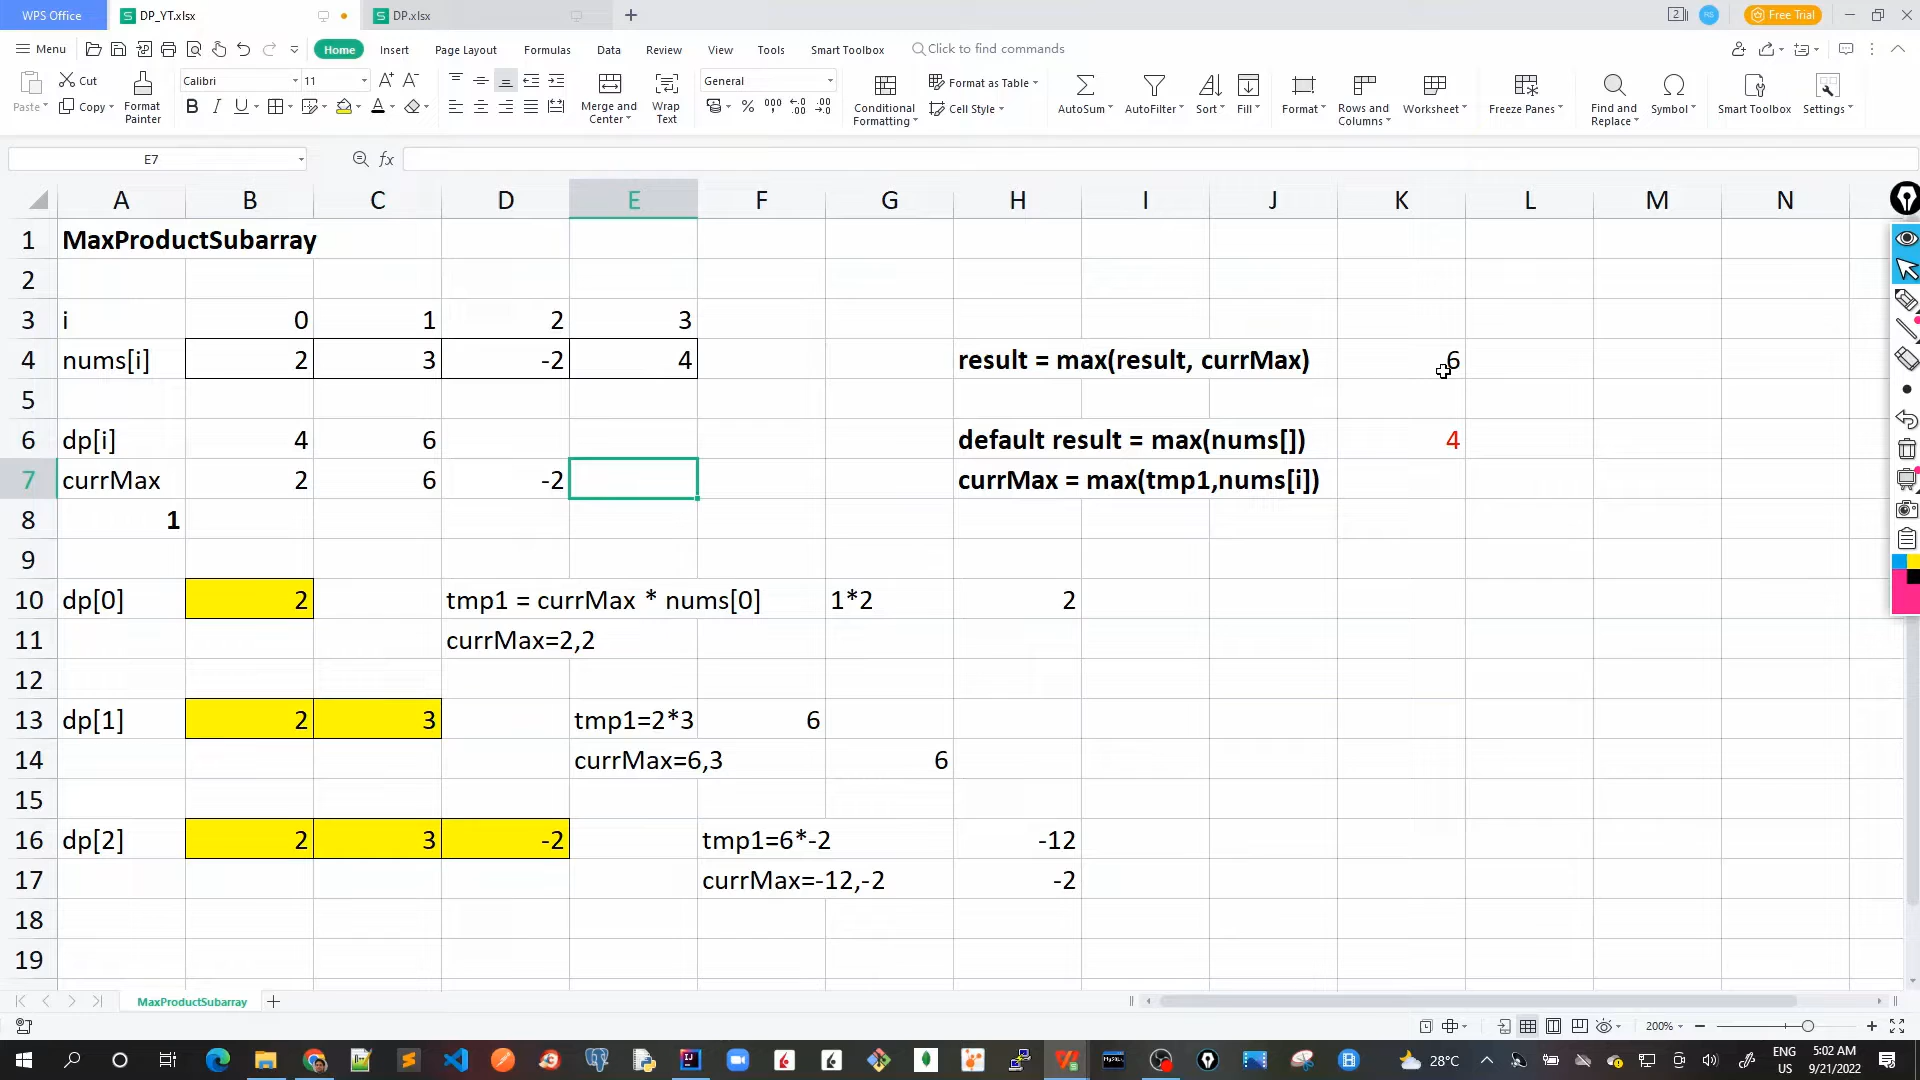 WPS Office
DP_YT.xlsx
DP.xlsx
2
RS
Free Trial
Menu
Home
Insert
Page Layout
Formulas
Data
Review
View
Tools
Smart Toolbox
Click to find commands
Paste
Cut
Copy
Format Painter
Calibri
11
General
Merge and Center
Wrap Text
Conditional Formatting
Format as Table
Cell Style
AutoSum
AutoFilter
Sort
Fill
Format
Rows and Columns
Worksheet
Freeze Panes
Find and Replace
Symbol
Smart Toolbox
Settings
E7
fx
A B C D E F G H I J K L M N
1 MaxProductSubarray
2
3 i 0 1 2 3
4 nums[i] 2 3 -2 4 result = max(result, currMax) 6
5
6 dp[i] 4 6 default result = max(nums[]) 4
7 currMax 2 6 -2 currMax = max(tmp1,nums[i])
8 1
9
10 dp[0] 2 tmp1 = currMax * nums[0] 1*2 2
11 currMax=2,2
12
13 dp[1] 2 3 tmp1=2*3 6
14 currMax=6,3 6
15
16 dp[2] 2 3 -2 tmp1=6*-2 -12
17 currMax=-12,-2 -2
18
19
MaxProductSubarray
200%
28°C
ENG
US
5:02 AM
9/21/2022